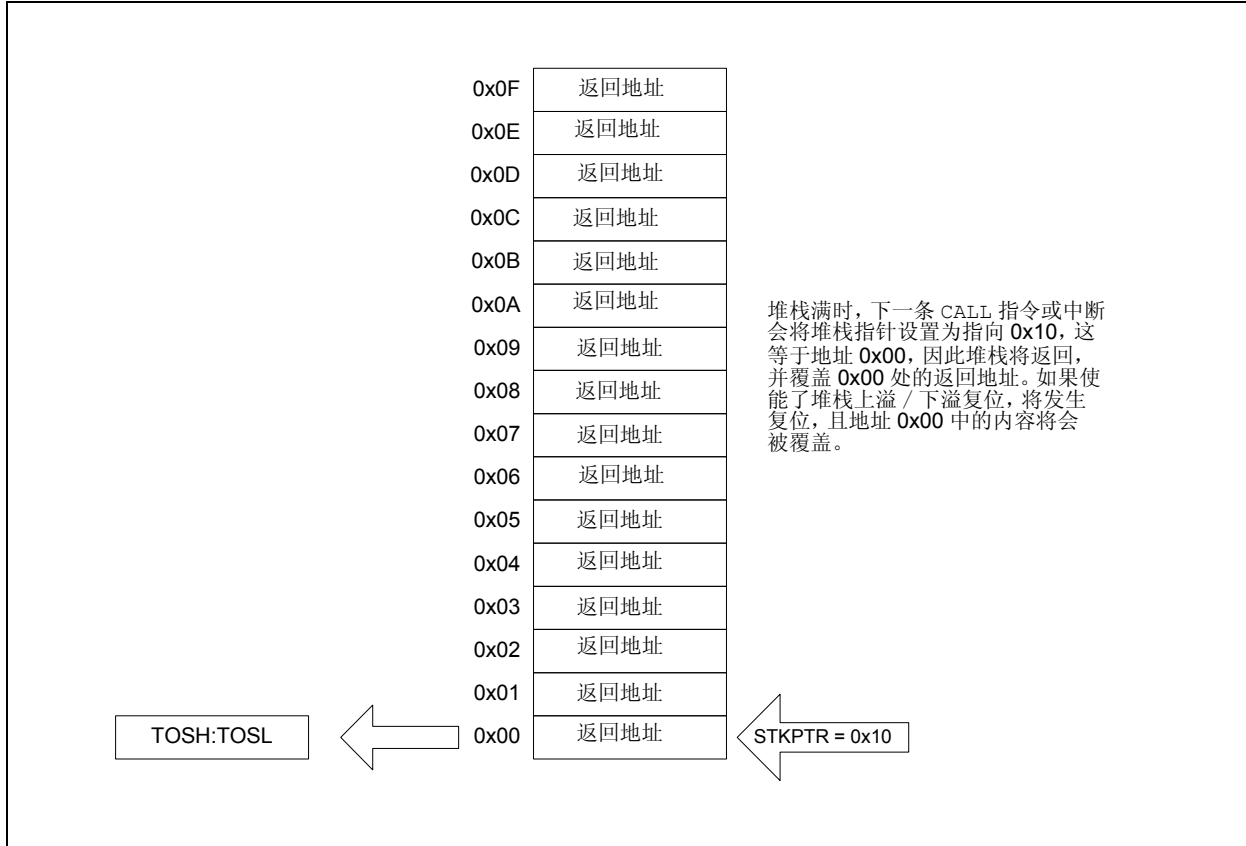 0x0F 返回地址
0x0E 返回地址
0x0D 返回地址
0x0C 返回地址
0x0B 返回地址
0x0A 返回地址
0x09 返回地址
0x08 返回地址
0x07 返回地址
0x06 返回地址
0x05 返回地址
0x04 返回地址
0x03 返回地址
0x02 返回地址
0x01 返回地址
TOSH:TOSL 0x00 返回地址 STKPTR = 0x10
堆栈满时，下一条 CALL 指令或中断
会将堆栈指针设置为指向 0x10，这
等于地址 0x00，因此堆栈将返回，
并覆盖 0x00 处的返回地址。如果使
能了堆栈上溢 / 下溢复位，将发生
复位，且地址 0x00 中的内容将会
被覆盖。